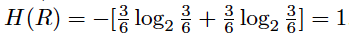 H(R) = −[3/6 log₂ 3/6 + 3/6 log₂ 3/6] = 1